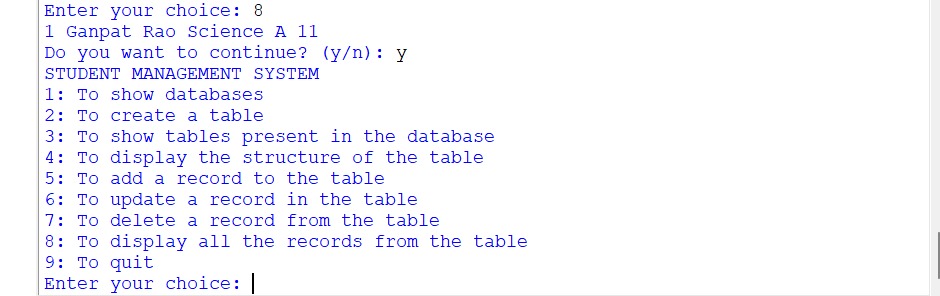 Enter your choice: 8
1 Ganpat Rao Science A 11
Do you want to continue? (y/n): y
STUDENT MANAGEMENT SYSTEM
1: To show databases
2: To create a table
3: To show tables present in the database
4: To display the structure of the table
5: To add a record to the table
6: To update a record in the table
7: To delete a record from the table
8: To display all the records from the table
9: To quit
Enter your choice: